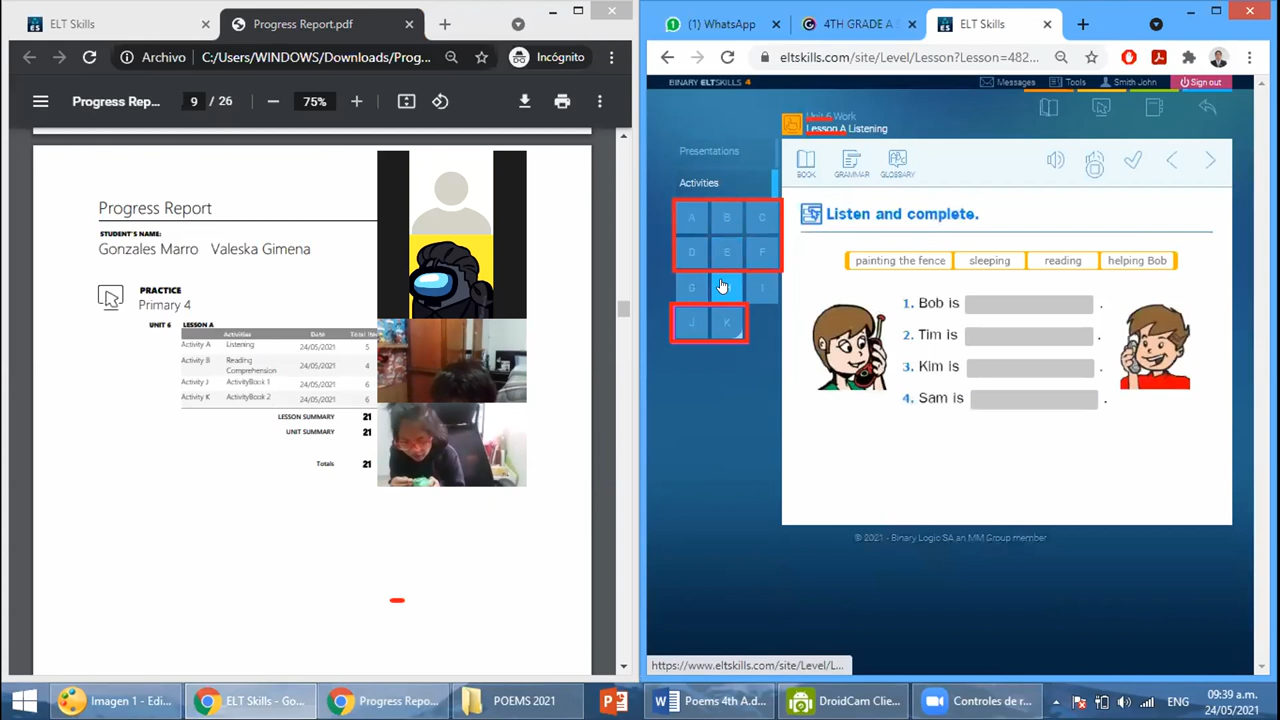 ELT Skills
Progress Report.pdf
Archivo
C:/Users/WINDOWS/Downloads/Prog...
Incógnito
Progress Rep...
9 / 26
75%
Progress Report
STUDENT'S NAME:
Gonzales Marro Valeska Gimena
PRACTICE
Primary 4
UNIT 6 LESSON A
Activities Date Total Ite
Activity A Listening 24/05/2021 5
Activity B Reading Comprehension 24/05/2021 4
Activity J ActivityBook 1 24/05/2021 6
Activity K ActivityBook 2 24/05/2021 6
LESSON SUMMARY 21
UNIT SUMMARY 21
Totals 21
(1) WhatsApp
4TH GRADE A
ELT Skills
eltskills.com/site/Level/Lesson?Lesson=482...
BINARY ELTSKILLS 4
Messages
Tools
Smith John
Sign out
Unit 6 Work
Lesson A Listening
Presentations
Activities
A B C
D E F
G H I
J K
BOOK
GRAMMAR
GLOSSARY
Listen and complete.
painting the fence
sleeping
reading
helping Bob
1. Bob is .
2. Tim is .
3. Kim is .
4. Sam is .
© 2021 - Binary Logic SA an MM Group member
https://www.eltskills.com/site/Level/L...
Imagen 1 - Edi...
ELT Skills - Go...
Progress Repo...
POEMS 2021
Poems 4th A.d...
DroidCam Clie...
Controles de r...
ENG
09:39 a.m.
24/05/2021